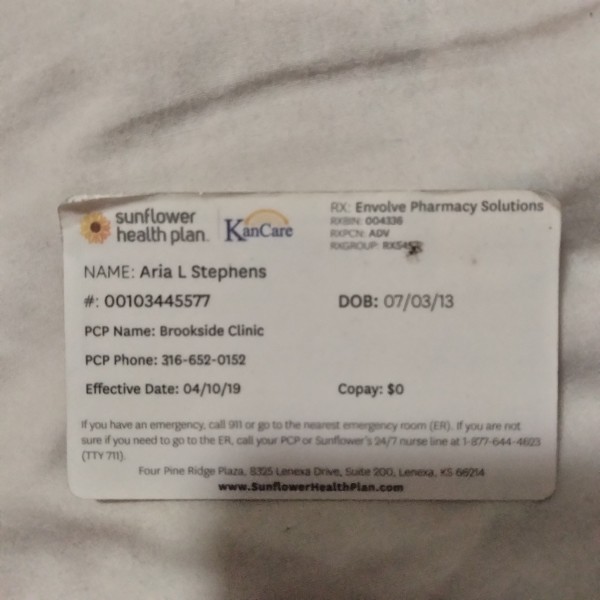 sunflower health plan.
KanCare
RX: Envolve Pharmacy Solutions
RXBIN: 004336
RXPCN: ADV
RXGROUP:
NAME: Aria L Stephens
#: 00103445577
DOB: 07/03/13
PCP Name: Brookside Clinic
PCP Phone: 316-652-0152
Effective Date: 04/10/19
Copay: $0
If you have an emergency, call 911 or go to the nearest emergency room (ER). If you are not
sure if you need to go to the ER, call your PCP or Sunflower's 24/7 nurse line at 1-877-644-4623
(TTY 711).
Four Pine Ridge Plaza, 8325 Lenexa Drive, Suite 200, Lenexa, KS 66214
www.SunflowerHealthPlan.com